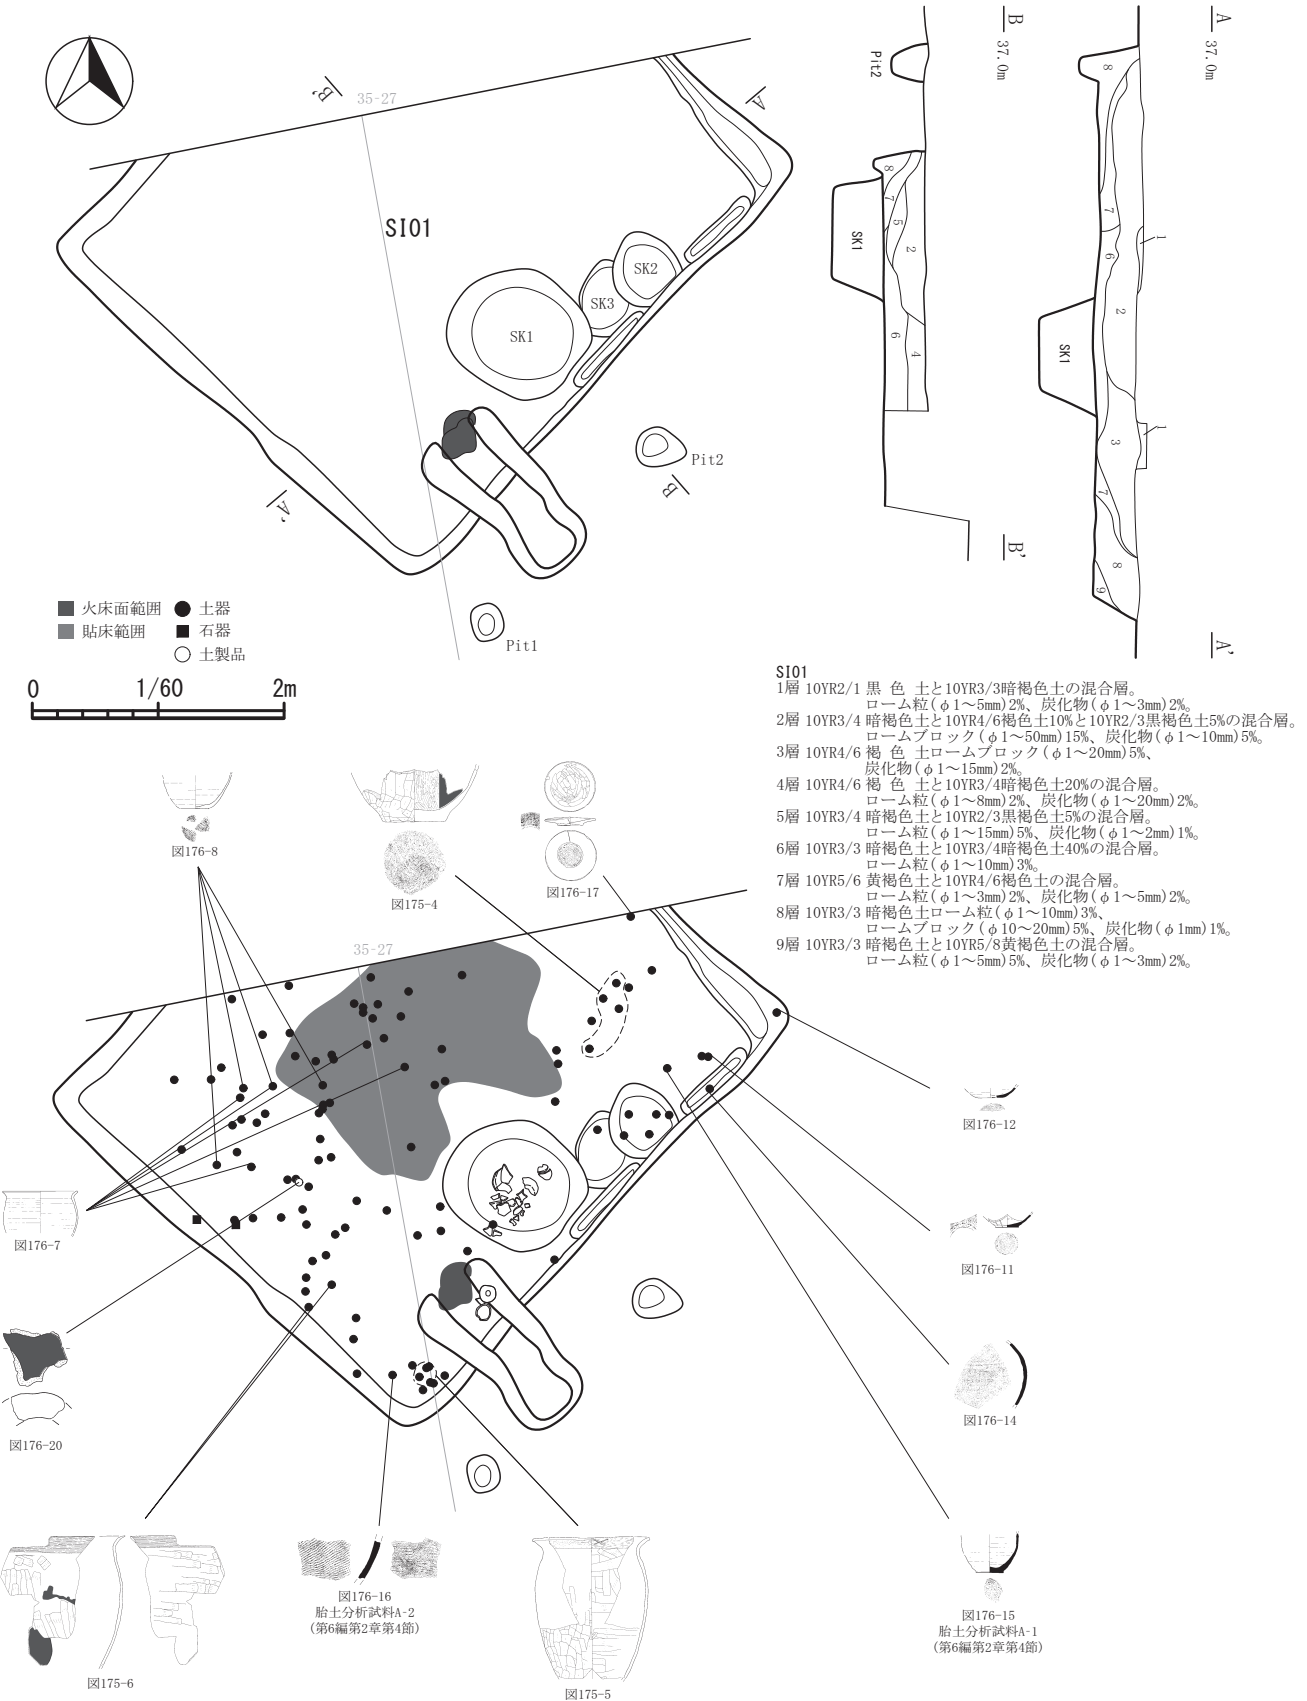 B'
35-27
A
SI01
SK2
SK3
SK1
Pit2
B
A'
Pit1
B 37.0m
Pit2
8
7
5
2
SK1
6
4
B'
A 37.0m
8
7
1
6
2
SK1
3
1
7
8
9
A'
火床面範囲
土器
貼床範囲
石器
土製品
0 1/60 2m
SI01
1層 10YR2/1 黒 色 土と10YR3/3暗褐色土の混合層。
ローム粒(φ1～5mm)2%、炭化物(φ1～3mm)2%。
2層 10YR3/4 暗褐色土と10YR4/6褐色土10%と10YR2/3黒褐色土5%の混合層。
ロームブロック(φ1～50mm)15%、炭化物(φ1～10mm)5%。
3層 10YR4/6 褐 色 土ロームブロック(φ1～20mm)5%、
炭化物(φ1～15mm)2%。
4層 10YR4/6 褐 色 土と10YR3/4暗褐色土20%の混合層。
ローム粒(φ1～8mm)2%、炭化物(φ1～20mm)2%。
5層 10YR3/4 暗褐色土と10YR2/3黒褐色土5%の混合層。
ローム粒(φ1～15mm)5%、炭化物(φ1～2mm)1%。
6層 10YR3/3 暗褐色土と10YR3/4暗褐色土40%の混合層。
ローム粒(φ1～10mm)3%。
7層 10YR5/6 黄褐色土と10YR4/6褐色土の混合層。
ローム粒(φ1～3mm)2%、炭化物(φ1～5mm)2%。
8層 10YR3/3 暗褐色土ローム粒(φ1～10mm)3%、
ロームブロック(φ10～20mm)5%、炭化物(φ1mm)1%。
9層 10YR3/3 暗褐色土と10YR5/8黄褐色土の混合層。
ローム粒(φ1～5mm)5%、炭化物(φ1～3mm)2%。
図176-8
図175-4
図176-17
35-27
図176-12
図176-7
図176-11
図176-20
図176-14
図175-6
図176-16
胎土分析試料A-2
(第6編第2章第4節)
図175-5
図176-15
胎土分析試料A-1
(第6編第2章第4節)